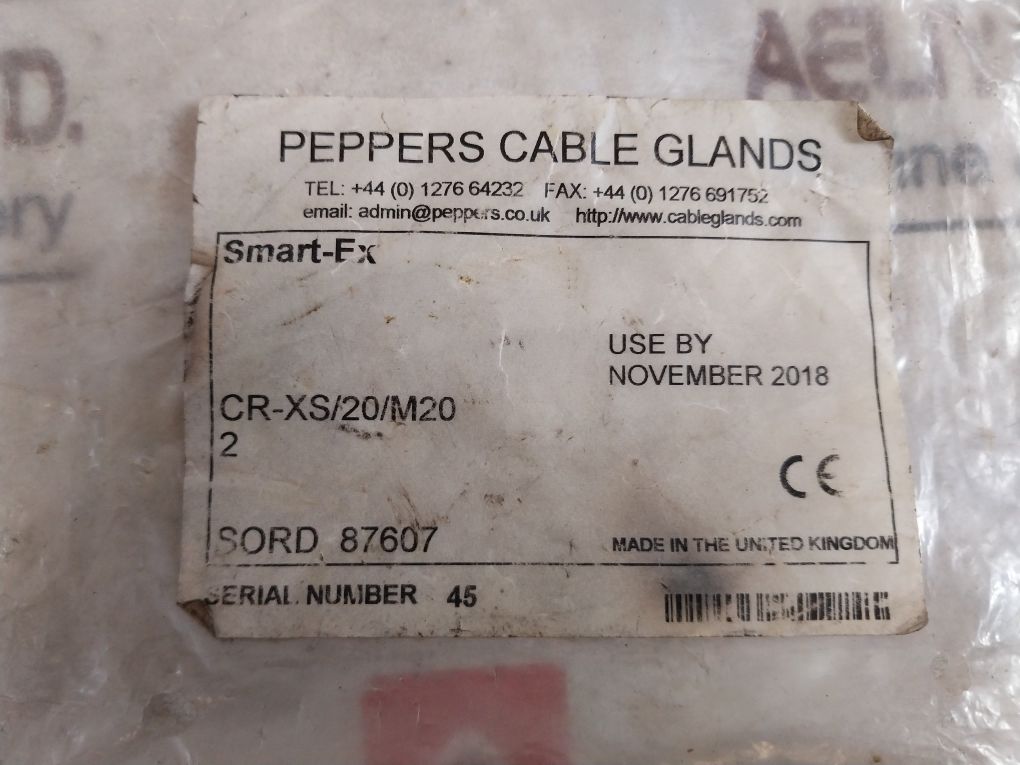 PEPPERS CABLE GLANDS
TEL: +44 (0) 1276 64232 FAX: +44 (0) 1276 691752
email: admin@peppers.co.uk http://www.cableglands.com
Smart-Ex
USE BY
NOVEMBER 2018
CR-XS/20/M20
2
CE
SORD 87607
MADE IN THE UNITED KINGDOM
SERIAL NUMBER 45